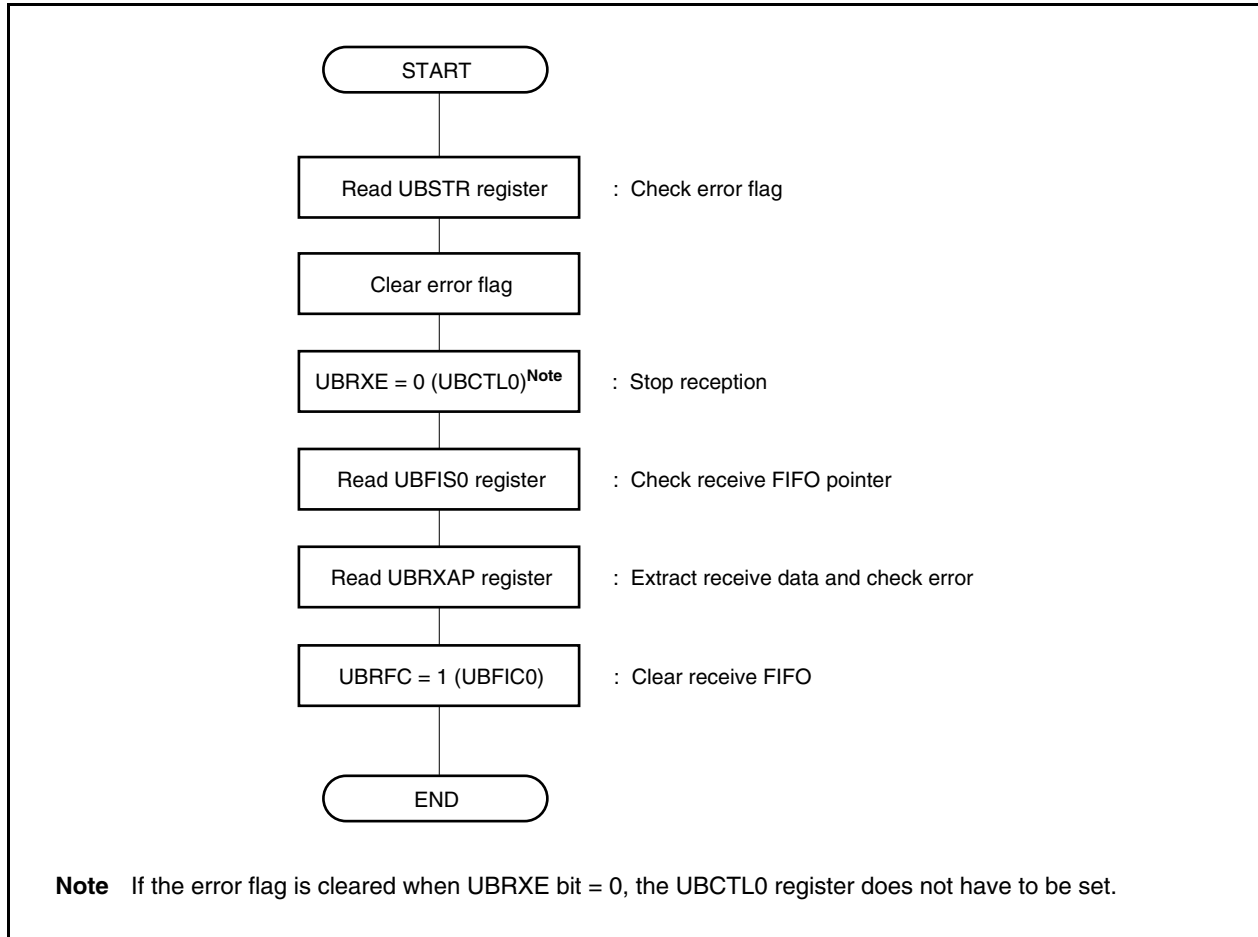 START
Read UBSTR register : Check error flag
Clear error flag
UBRXE = 0 (UBCTL0)Note : Stop reception
Read UBFIS0 register : Check receive FIFO pointer
Read UBRXAP register : Extract receive data and check error
UBRFC = 1 (UBFIC0) : Clear receive FIFO
END
Note If the error flag is cleared when UBRXE bit = 0, the UBCTL0 register does not have to be set.